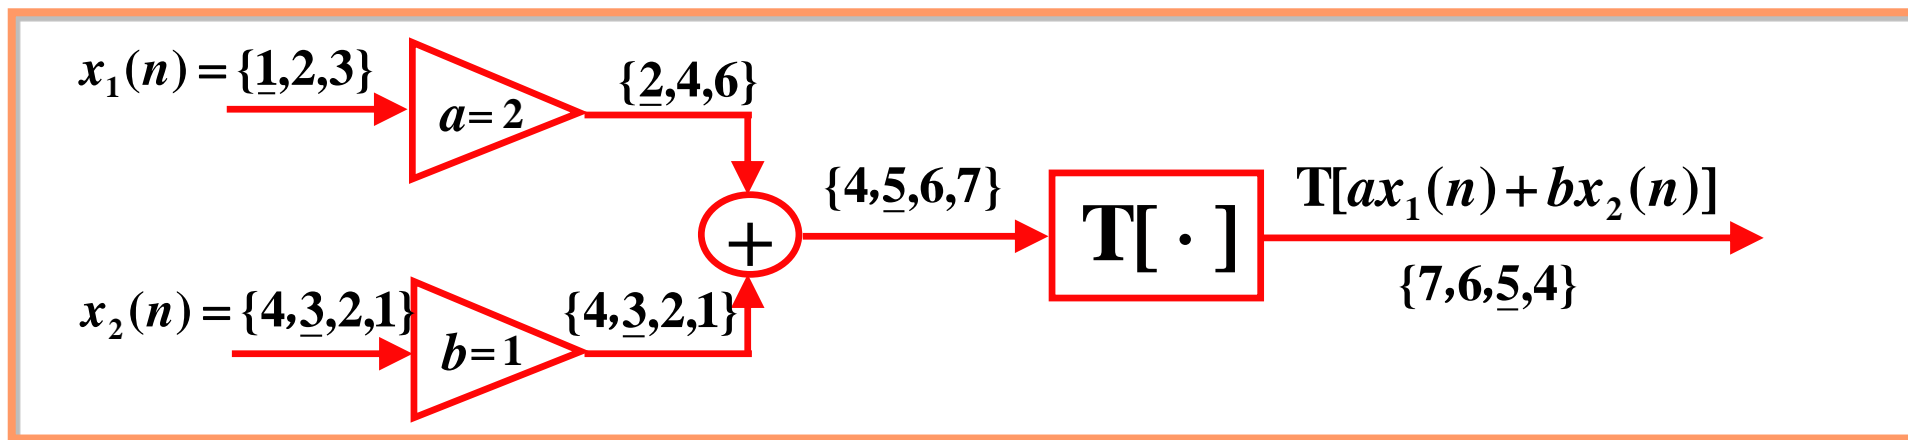 x₁(n) = {1̲,2,3}
{2̲,4,6}
a= 2
{4,5̲,6,7}
T[ax₁(n) + bx₂(n)]
+
T[ · ]
{7,6,5̲,4}
x₂(n) = {4,3̲,2,1}
{4,3̲,2,1}
b=1